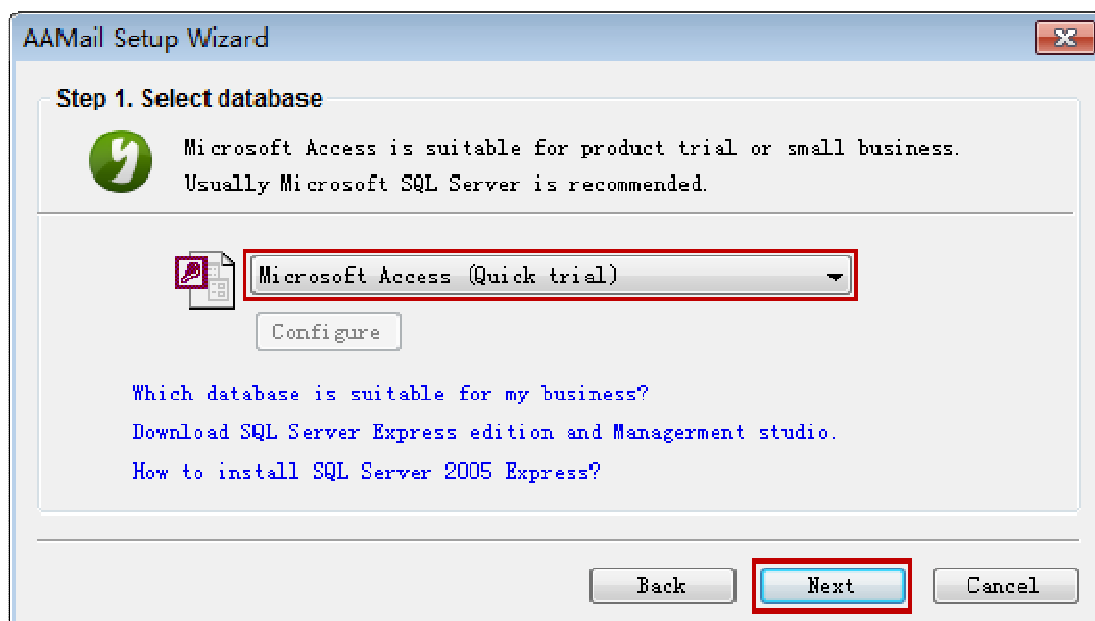 AAMail Setup Wizard
Step 1. Select database
Microsoft Access is suitable for product trial or small business.
Usually Microsoft SQL Server is recommended.
Microsoft Access (Quick trial)
Configure
Which database is suitable for my business?
Download SQL Server Express edition and Managerment studio.
How to install SQL Server 2005 Express?
Back Next Cancel